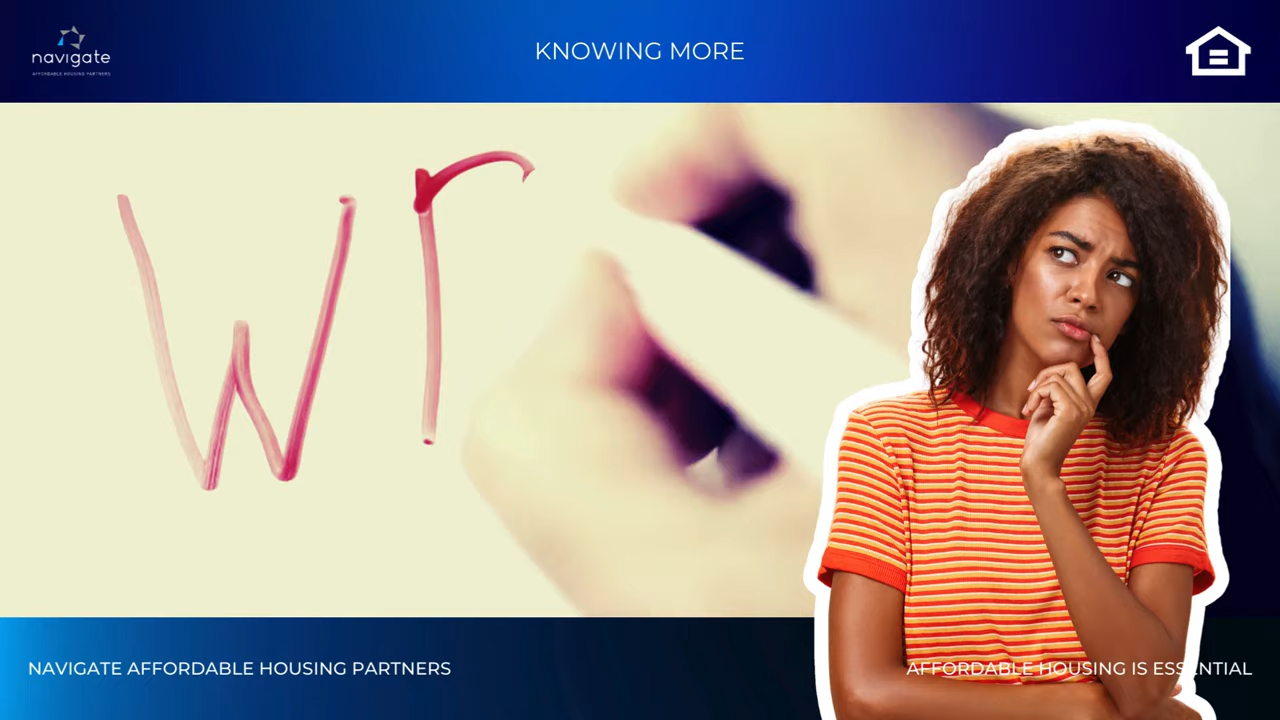 navigate
AFFORDABLE HOUSING PARTNERS
KNOWING MORE
wr
NAVIGATE AFFORDABLE HOUSING PARTNERS
AFFORDABLE HOUSING IS ESSENTIAL